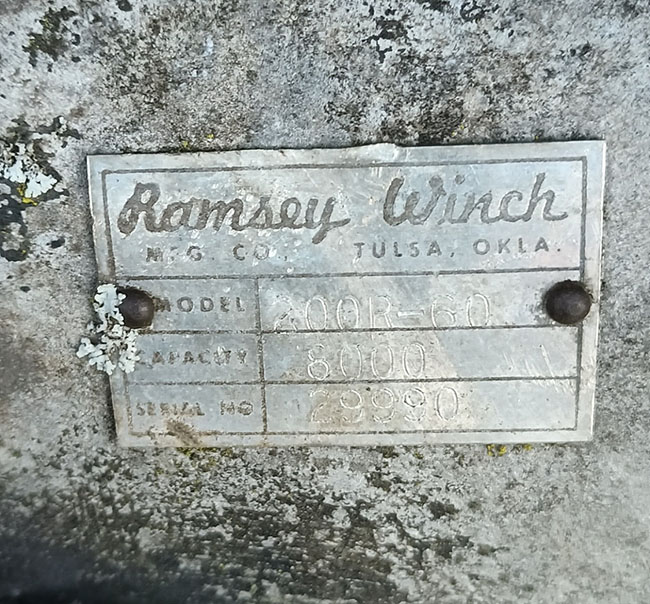 Ramsey Winch
MFG. CO., TULSA, OKLA.
MODEL 200R-60
CAPACITY 8000
SERIAL NO 29990